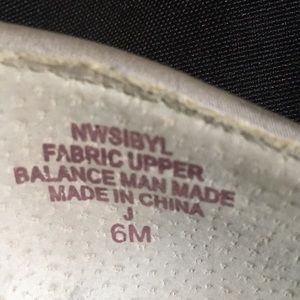 NWSIBYL
FABRIC UPPER
BALANCE MAN MADE
MADE IN CHINA
J
6M